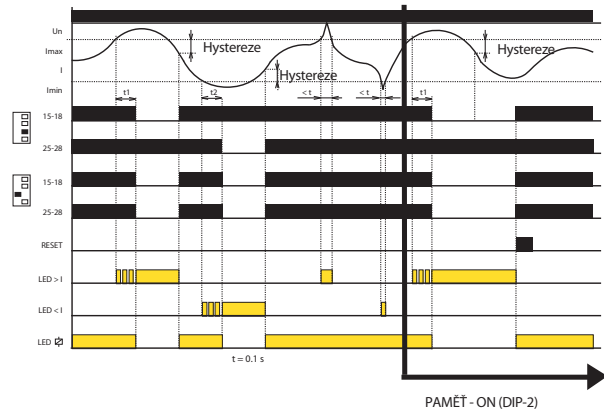 Un
Imax
I
Imin
Hystereze
Hystereze
Hystereze
t1
t2
< t
< t
t1
15-18
25-28
15-18
25-28
RESET
LED > I
LED < I
LED
t = 0.1 s
PAMĚŤ - ON (DIP-2)